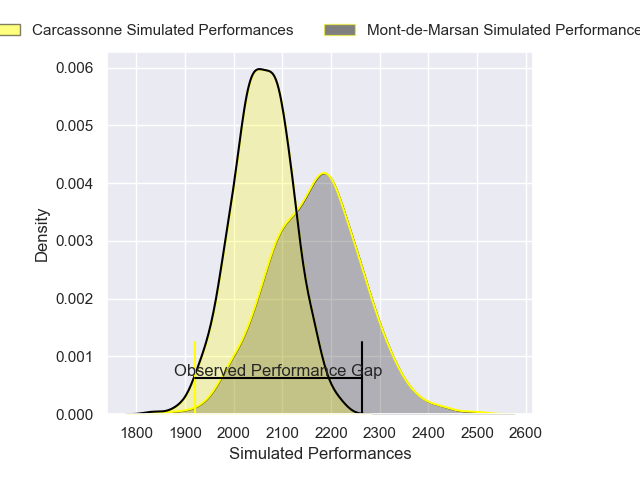 Carcassonne Simulated Performances
Mont-de-Marsan Simulated Performance
0.006
0.005
0.004
0.003
0.002
0.001
0.000
Density
Observed Performance Gap
1800 1900 2000 2100 2200 2300 2400 2500 2600
Simulated Performances